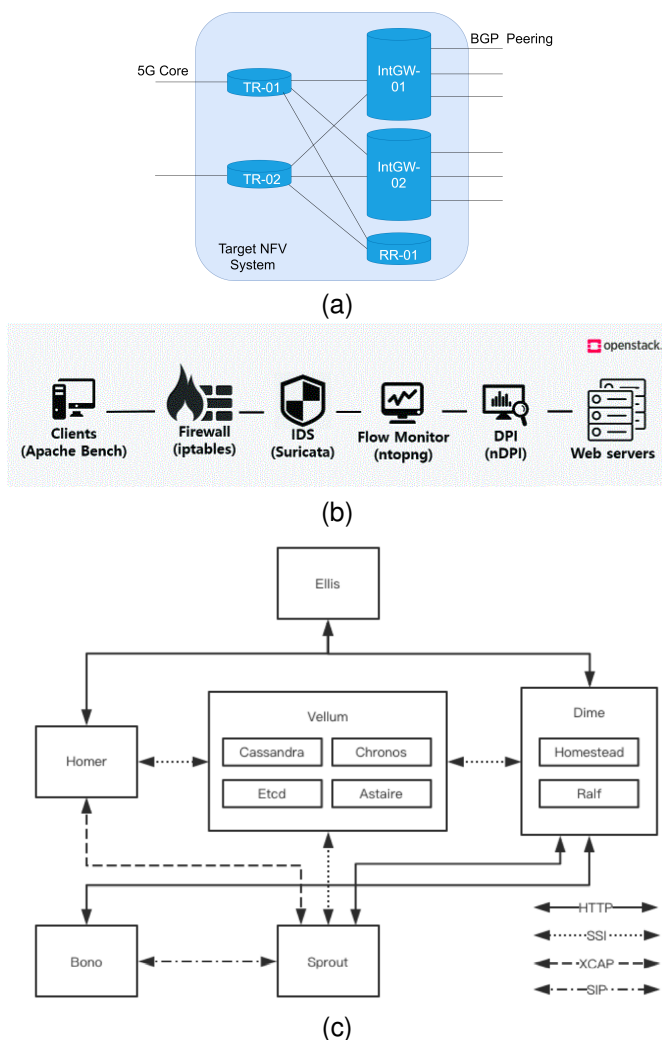 BGP Peering
5G Core
TR-01
IntGW-
01
TR-02
IntGW-
02
RR-01
Target NFV
System
(a)
openstack.
Clients
(Apache Bench)
Firewall
(iptables)
IDS
(Suricata)
Flow Monitor
(ntopng)
DPI
(nDPI)
Web servers
(b)
Ellis
Vellum
Dime
Homer
Cassandra
Chronos
Homestead
Etcd
Astaire
Ralf
HTTP
SSI
Bono
Sprout
XCAP
SIP
(c)